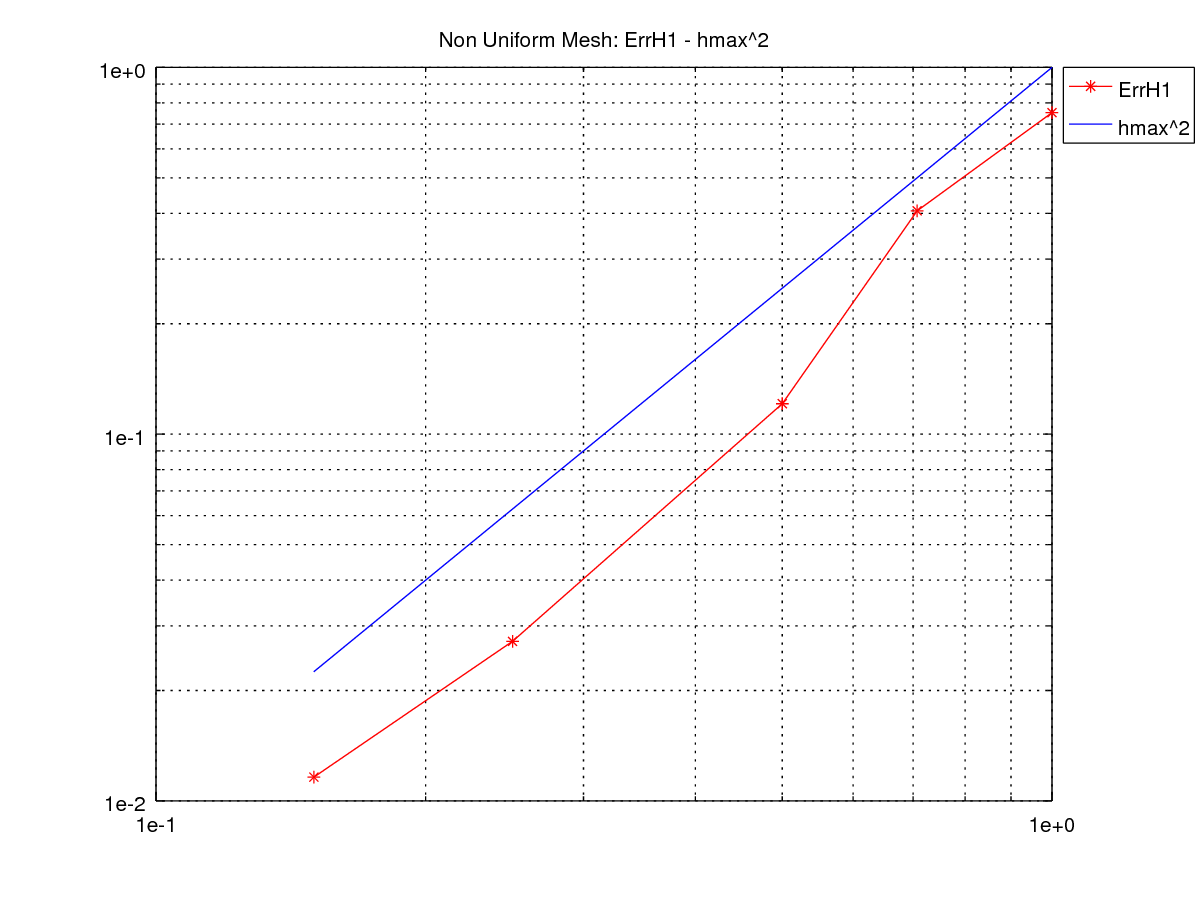 Non Uniform Mesh: ErrH1 - hmax^2
1e+0
ErrH1
hmax^2
1e-1
1e-2
1e-1
1e+0